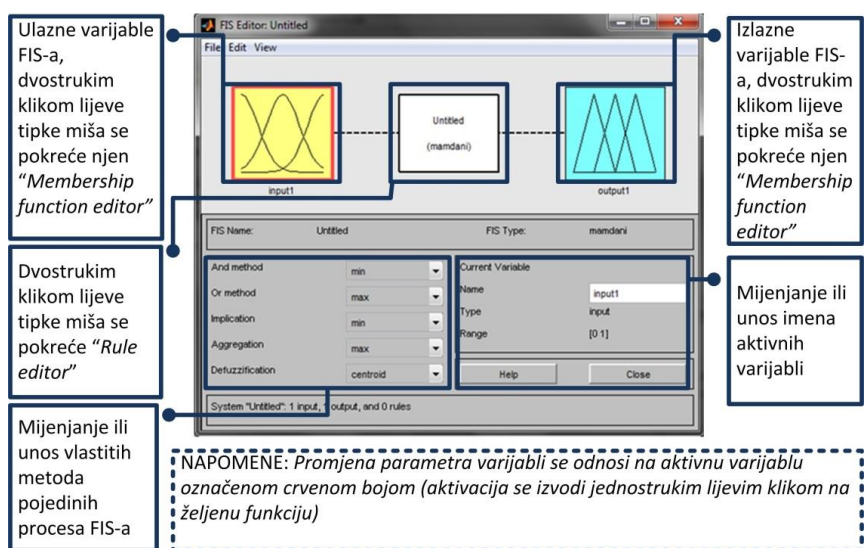 Ulazne varijable
FIS-a,
dvostrukim
klikom lijeve
tipke miša se
pokreće njen
“Membership
function editor”
Dvostrukim
klikom lijeve
tipke miša se
pokreće “Rule
editor”
Mijenjanje ili
unos vlastitih
metoda
pojedinih
procesa FIS-a
FIS Editor: Untitled
File Edit View
input1
Untitled
(mamdani)
output1
FIS Name: Untitled FIS Type: mamdani
And method min
Or method max
Implication min
Aggregation max
Defuzzification centroid
Current Variable
Name input1
Type input
Range [0 1]
Help Close
System "Untitled": 1 input, 1 output, and 0 rules
Izlazne
varijable FIS-
a, dvostrukim
klikom lijeve
tipke miša se
pokreće njen
“Membership
function
editor”
Mijenjanje ili
unos imena
aktivnih
varijabli
NAPOMENE: Promjena parametra varijabli se odnosi na aktivnu varijablu
označenom crvenom bojom (aktivacija se izvodi jednostrukim lijevim klikom na
željenu funkciju)